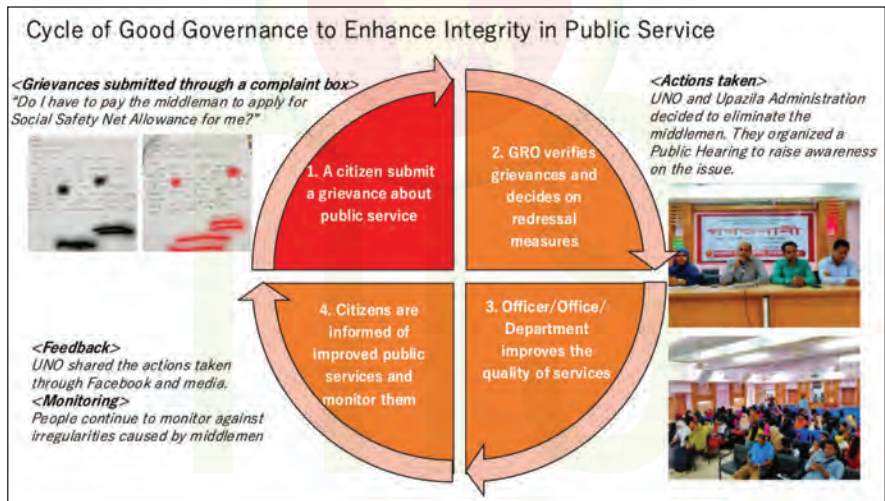 Cycle of Good Governance to Enhance Integrity in Public Service
<Grievances submitted through a complaint box>
"Do I have to pay the middleman to apply for
Social Safety Net Allowance for me?"
1. A citizen submit
a grievance about
public service
2. GRO verifies
grievances and
decides on
redressal
measures
<Actions taken>
UNO and Upazila Administration
decided to eliminate the
middlemen. They organized a
Public Hearing to raise awareness
on the issue.
গণশুনানী
3. Officer/Office/
Department
improves the
quality of services
4. Citizens are
informed of
improved public
services and
monitor them
<Feedback>
UNO shared the actions taken
through Facebook and media.
<Monitoring>
People continue to monitor against
irregularities caused by middlemen